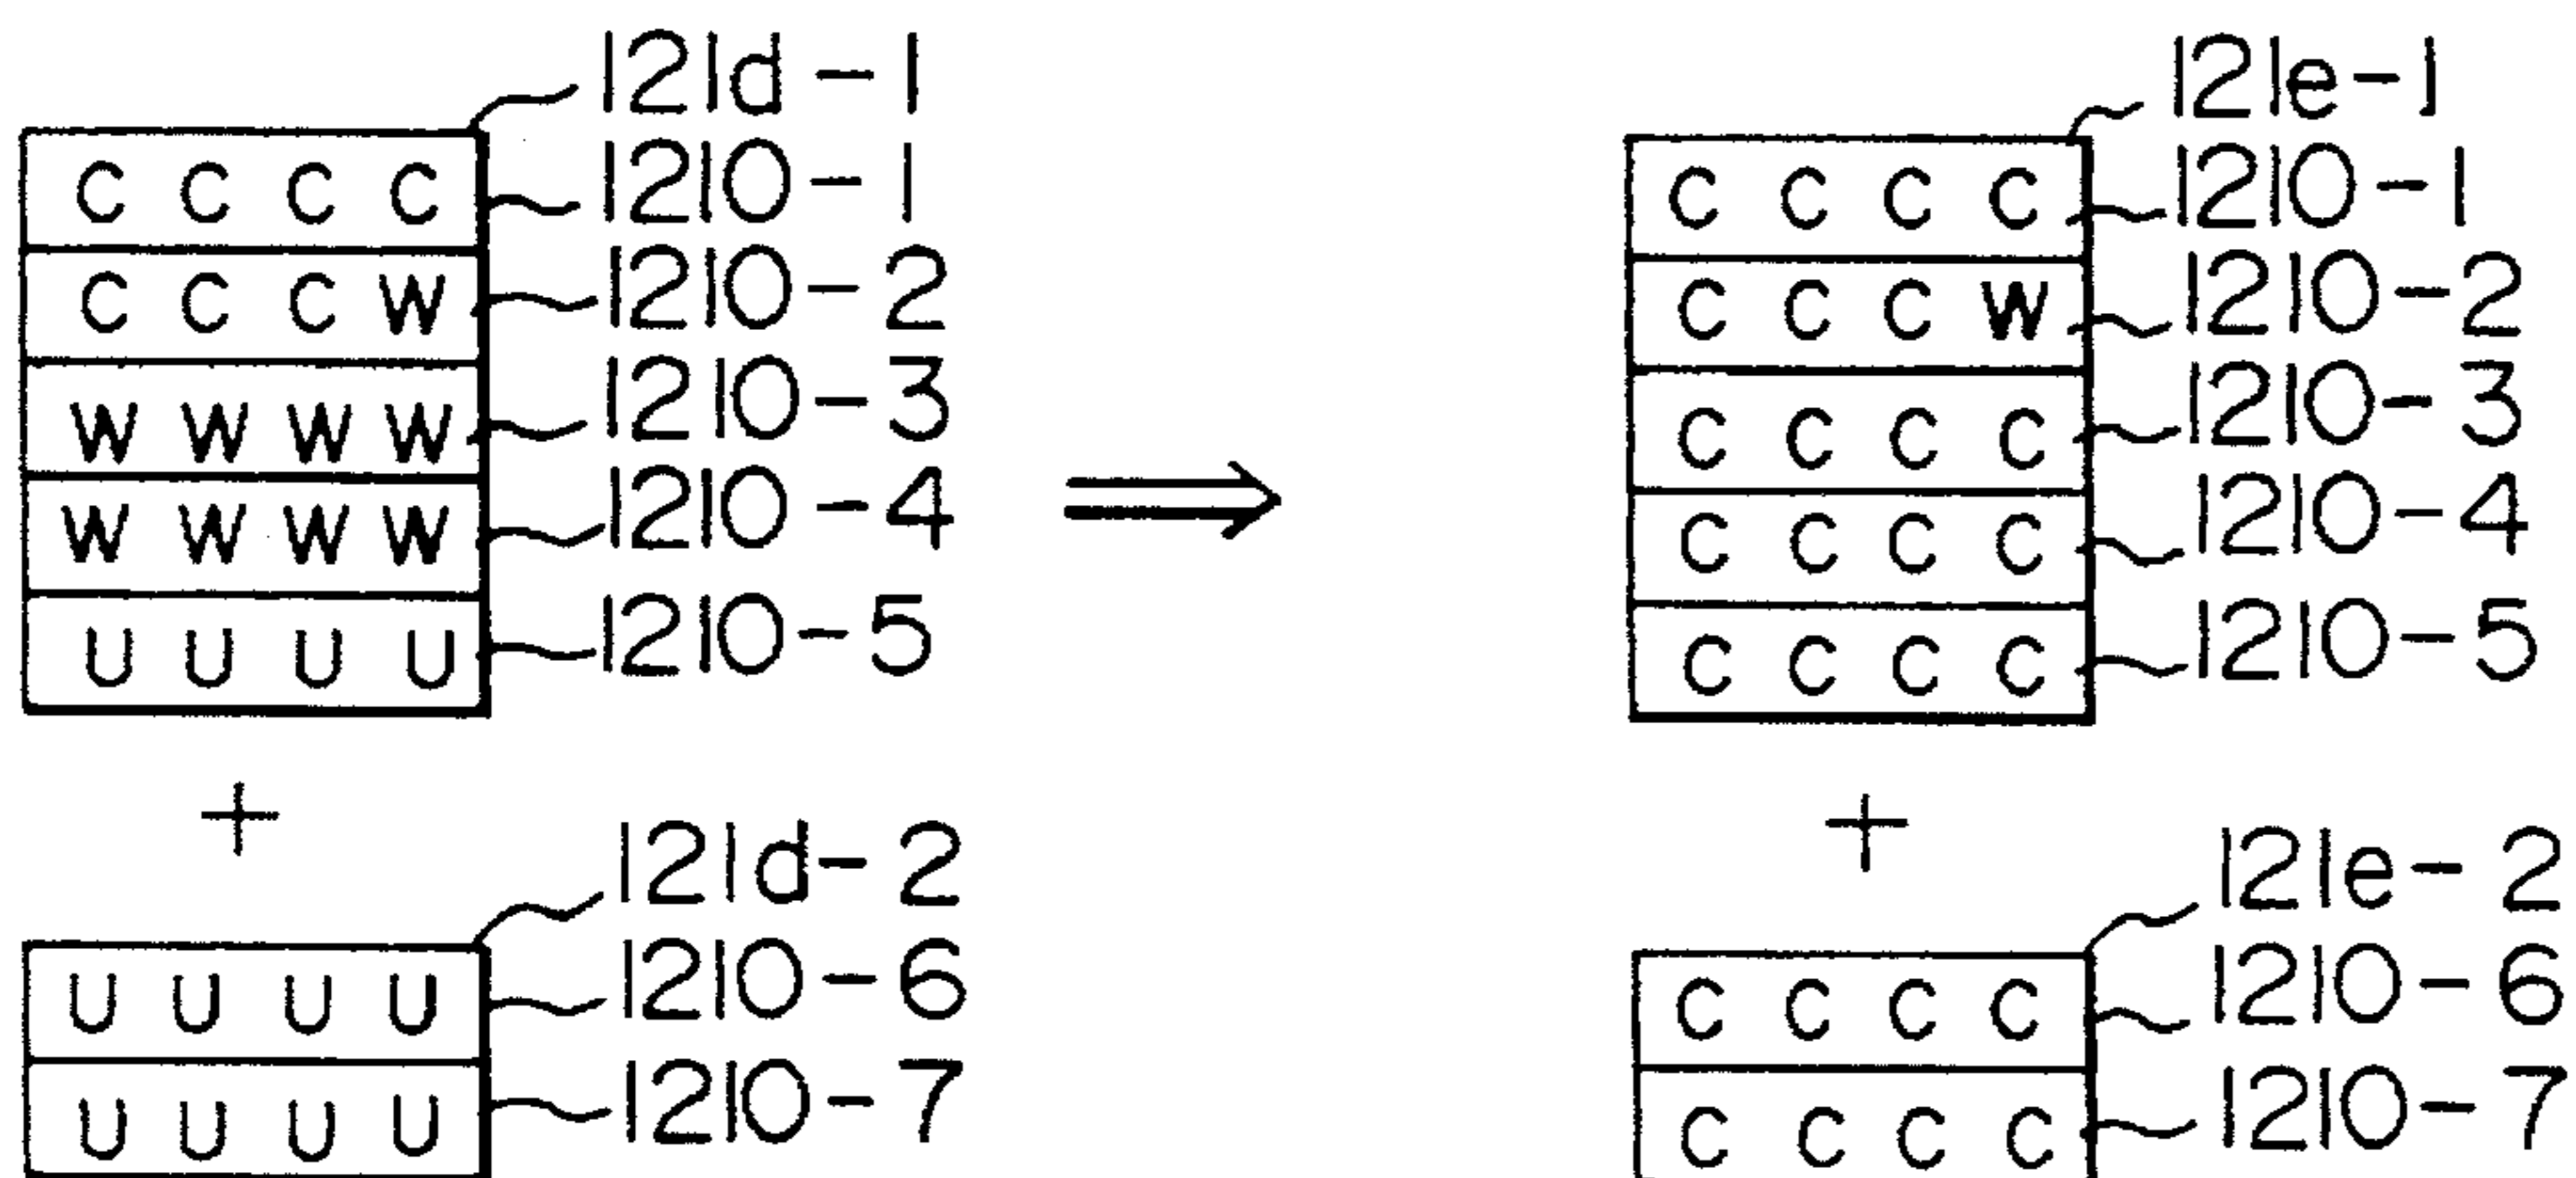 121d-1
C C C C 1210-1
C C C W 1210-2
W W W W 1210-3
W W W W 1210-4
U U U U 1210-5
+
121d-2
U U U U 1210-6
U U U U 1210-7
⇒
121e-1
C C C C 1210-1
C C C W 1210-2
C C C C 1210-3
C C C C 1210-4
C C C C 1210-5
+
121e-2
C C C C 1210-6
C C C C 1210-7